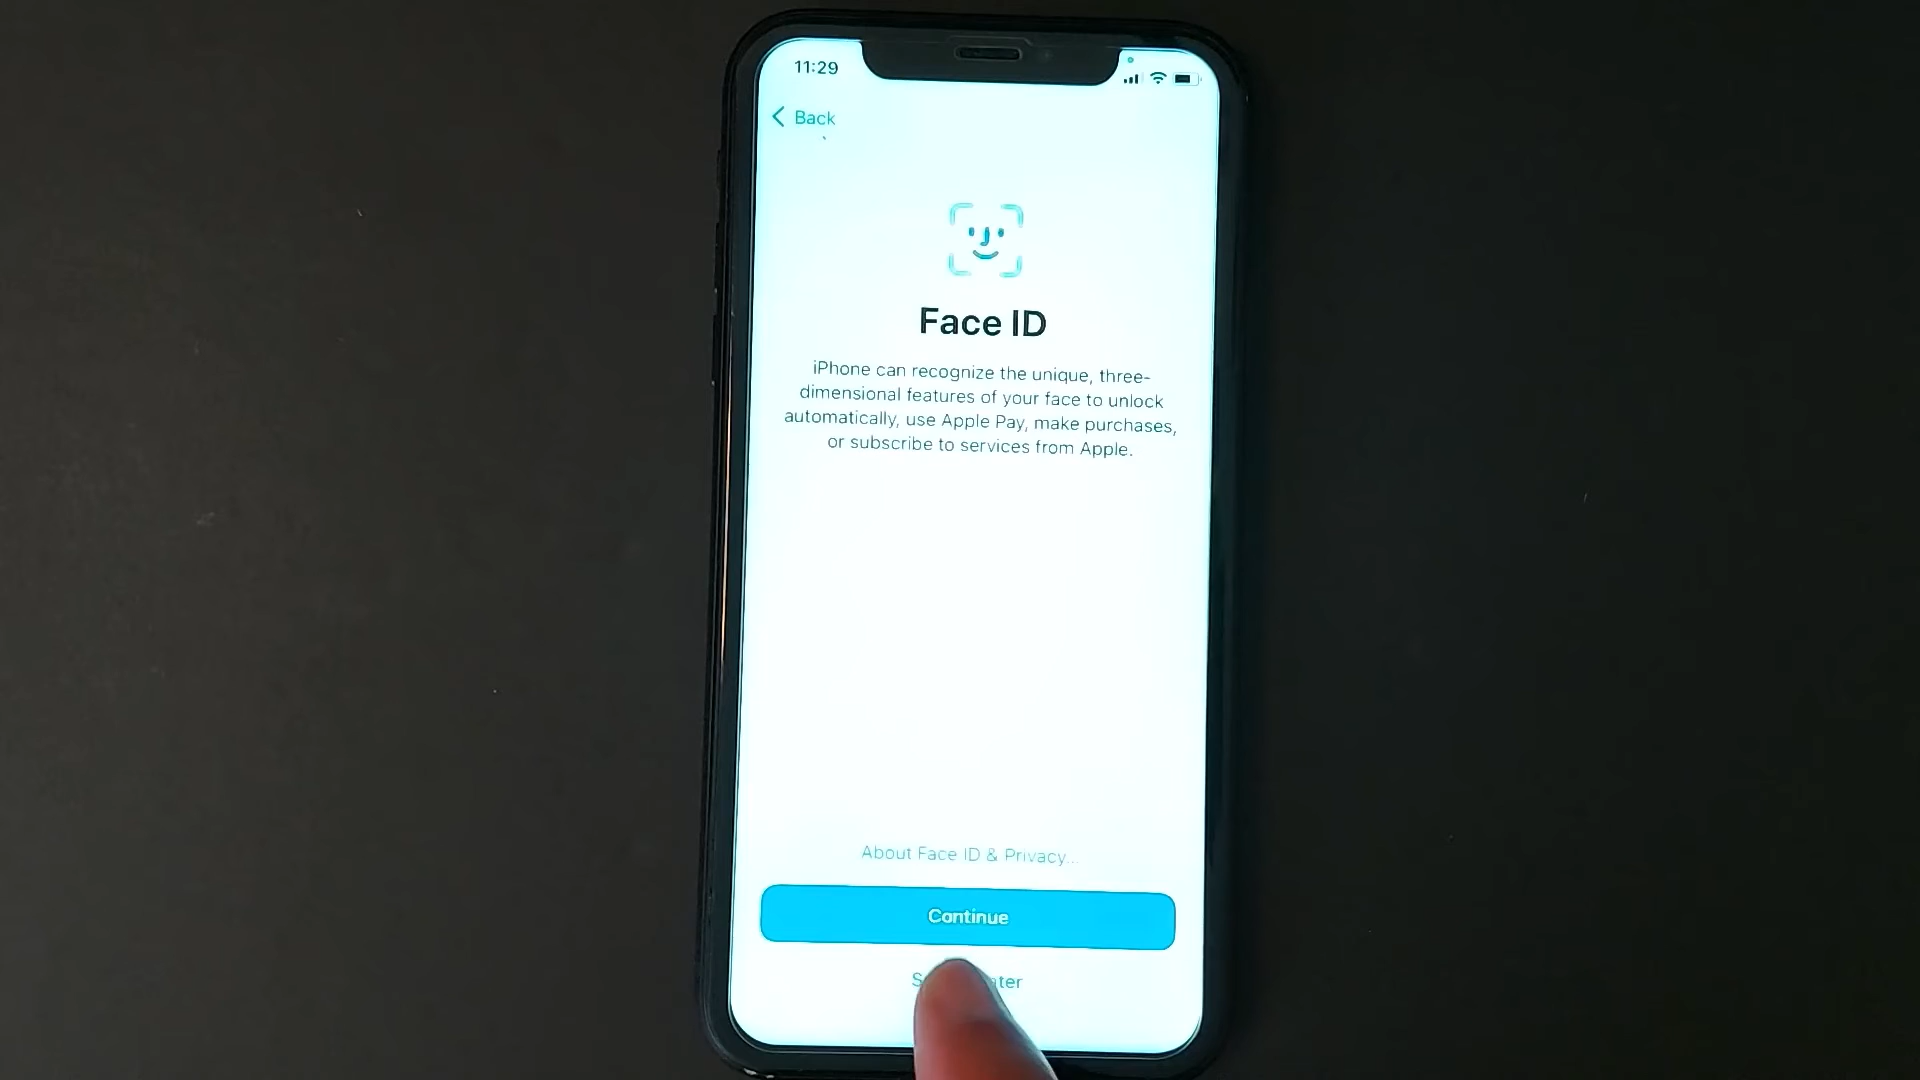 11:29
Back
Face ID
iPhone can recognize the unique, three-
dimensional features of your face to unlock
automatically, use Apple Pay, make purchases,
or subscribe to services from Apple.
About Face ID & Privacy...
Continue